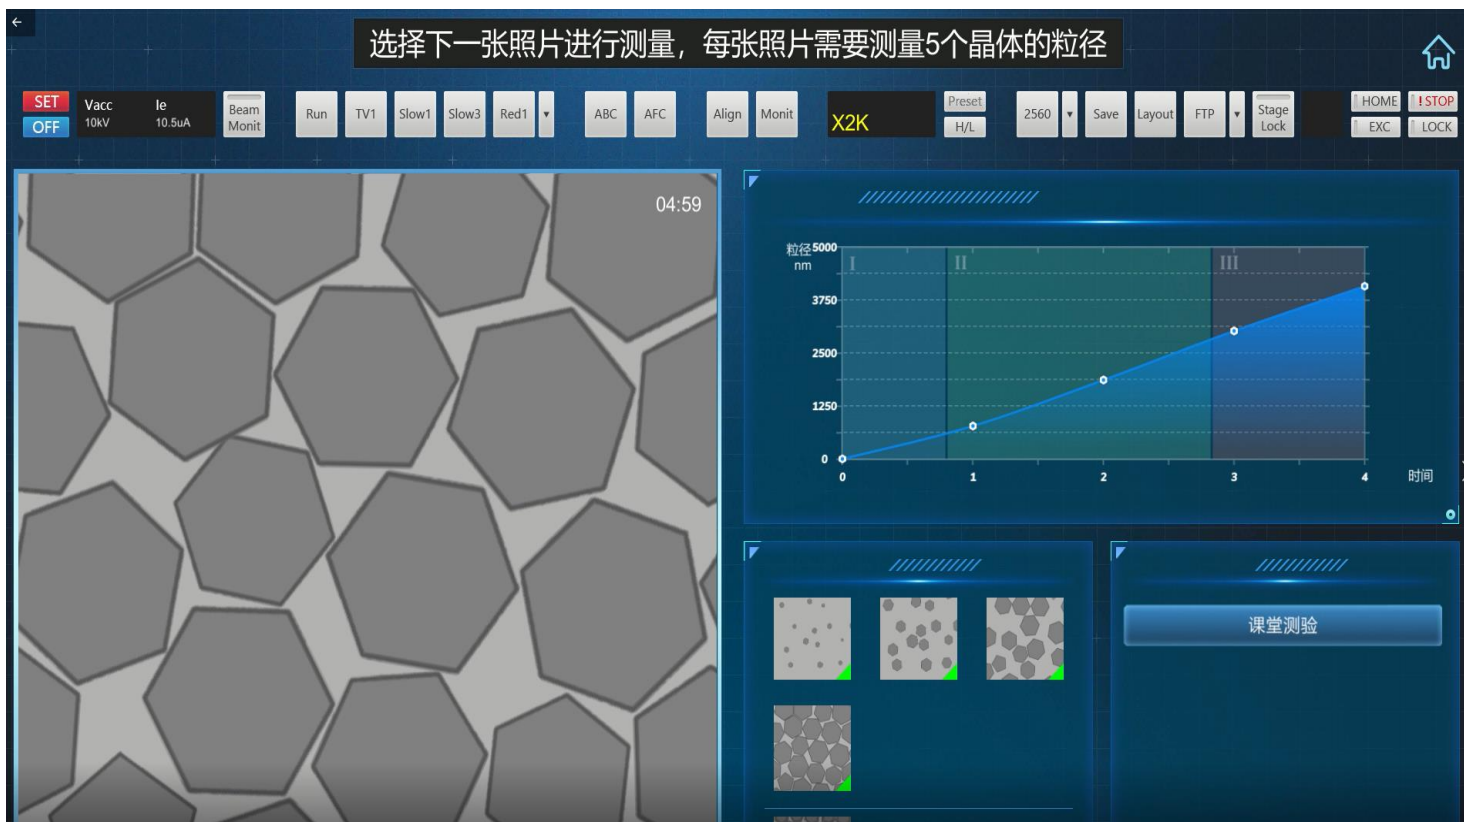 选择下一张照片进行测量，每张照片需要测量5个晶体的粒径
SET
OFF
Vacc Ie
10kV 10.5uA
Beam
Monit
Run
TV1
Slow1
Slow3
Red1
ABC
AFC
Align
Monit
X2K
Preset
H/L
2560
Save
Layout
FTP
Stage
Lock
HOME
EXC
!STOP
LOCK
04:59
粒径
nm
5000
3750
2500
1250
0
I
II
III
0 1 2 3 4
时间
课堂测验